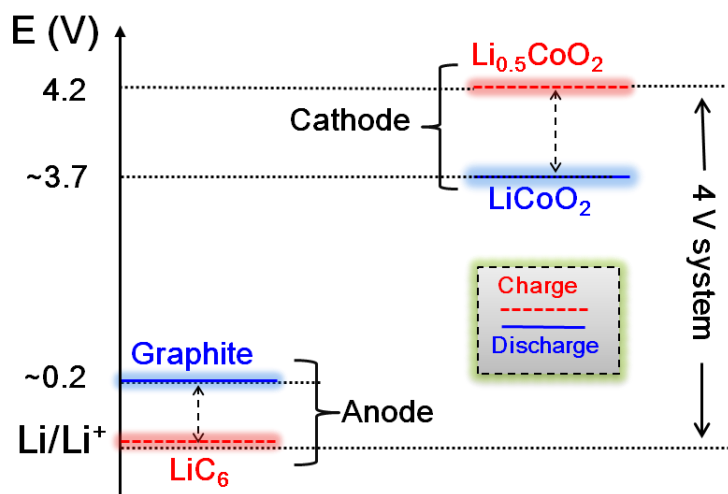 E (V)
Li₀.₅CoO₂
4.2
Cathode
~3.7
LiCoO₂
4 V system
Charge
Discharge
Graphite
~0.2
Anode
Li/Li⁺
LiC₆